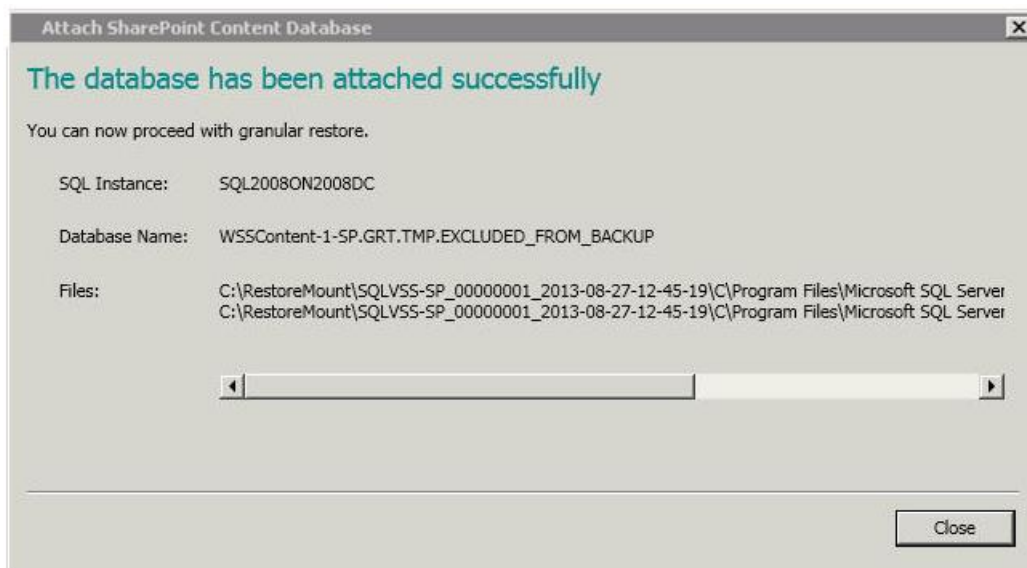 Attach SharePoint Content Database
The database has been attached successfully
You can now proceed with granular restore.
SQL Instance: SQL2008ON2008DC
Database Name: WSSContent-1-SP.GRT.TMP.EXCLUDED_FROM_BACKUP
Files: C:\RestoreMount\SQLVSS-SP_00000001_2013-08-27-12-45-19\C\Program Files\Microsoft SQL Server
C:\RestoreMount\SQLVSS-SP_00000001_2013-08-27-12-45-19\C\Program Files\Microsoft SQL Server
Close